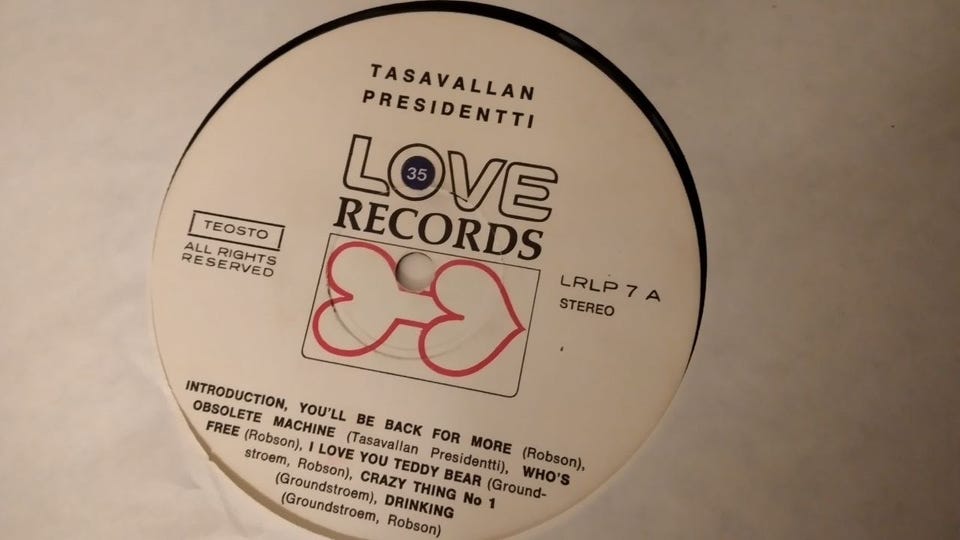 TASAVALLAN
PRESIDENTTI
LOVE
35
RECORDS
TEOSTO
ALL RIGHTS
RESERVED
LRLP 7 A
STEREO
INTRODUCTION, YOU'LL BE BACK FOR MORE (Robson),
OBSOLETE MACHINE (Tasavallan Presidentti), WHO'S
FREE (Robson), I LOVE YOU TEDDY BEAR (Ground-
stroem, Robson), CRAZY THING No 1
(Groundstroem), DRINKING
(Groundstroem, Robson)